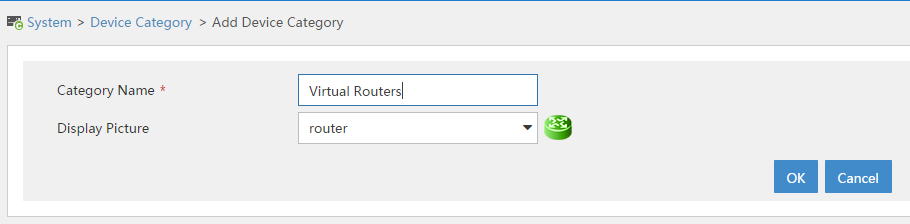 System > Device Category > Add Device Category
Category Name * Virtual Routers
Display Picture router
OK Cancel